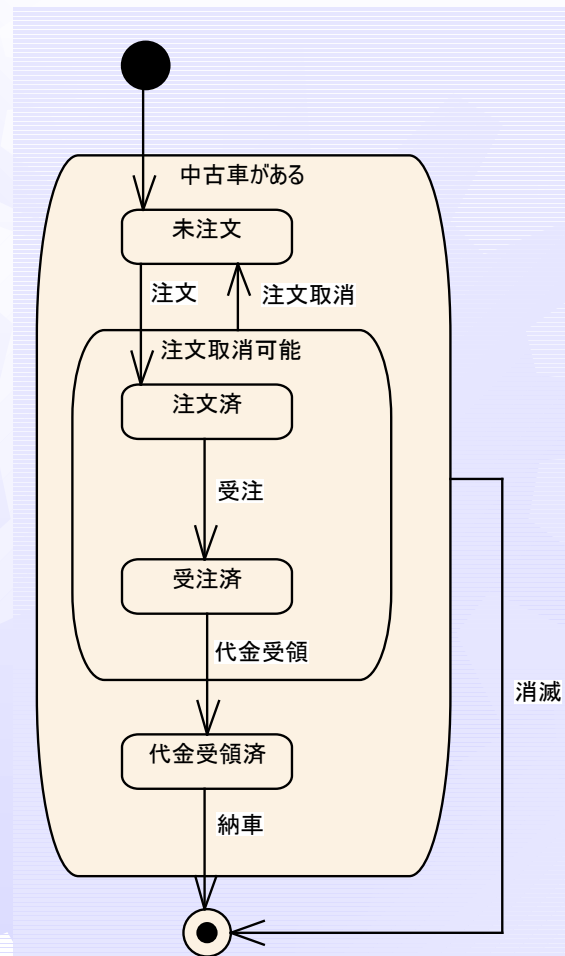 中古車がある
未注文
注文
注文取消
注文取消可能
注文済
受注
受注済
代金受領
消滅
代金受領済
納車